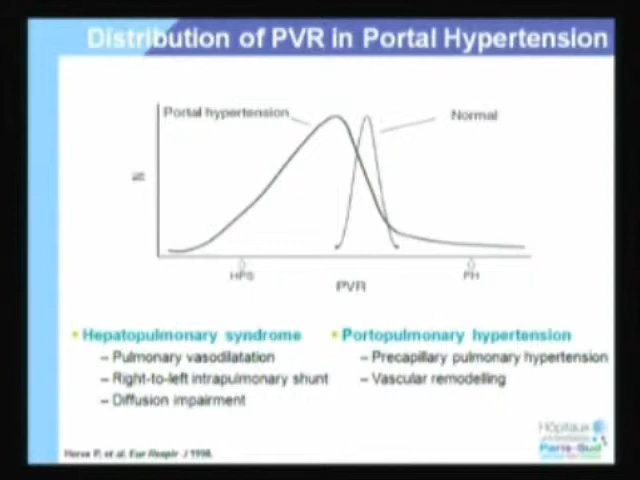 Distribution of PVR in Portal Hypertension
Portal hypertension
Normal
N
HPS
PH
PVR
Hepatopulmonary syndrome
– Pulmonary vasodilatation
– Right-to-left intrapulmonary shunt
– Diffusion impairment
Portopulmonary hypertension
– Precapillary pulmonary hypertension
– Vascular remodelling
Herve P, et al. Eur Respir J 1998.
Hôpitaux
Paris-Sud